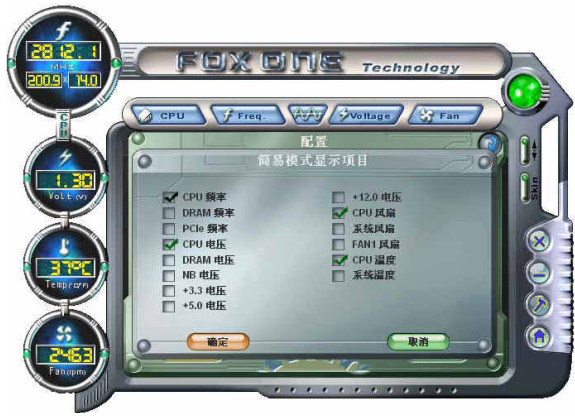 f
2812.1
MHz
200.9 x 14.0
CPU
1.30
Volt (V)
37°C
Temp(℃/℉)
2463
Fan(rpm)
FOX ONE Technology
CPU
Freq.
Voltage
Fan
Skin
配置
简易模式显示项目
CPU 频率
DRAM 频率
PCIe 频率
CPU 电压
DRAM 电压
NB 电压
+3.3 电压
+5.0 电压
+12.0 电压
CPU 风扇
系统风扇
FAN1 风扇
CPU 温度
系统温度
确定
取消